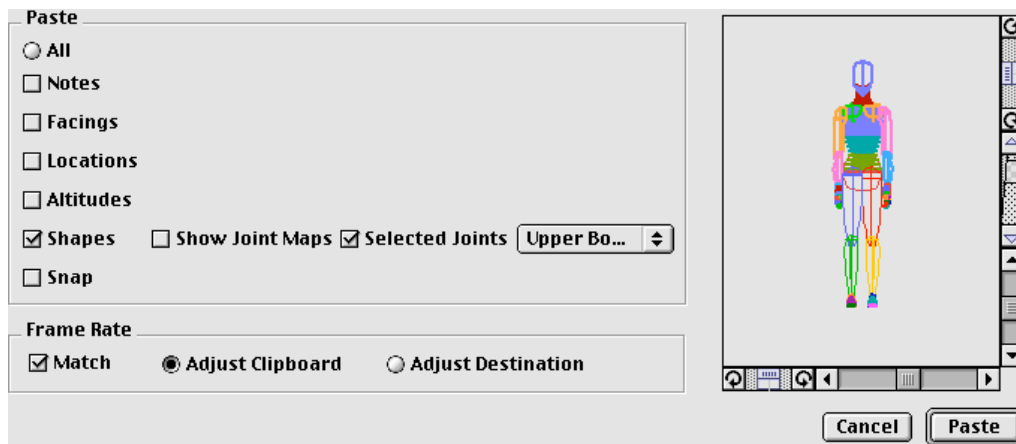 Paste
All
Notes
Facings
Locations
Altitudes
Shapes Show Joint Maps Selected Joints Upper Bo...
Snap
Frame Rate
Match Adjust Clipboard Adjust Destination
Cancel Paste